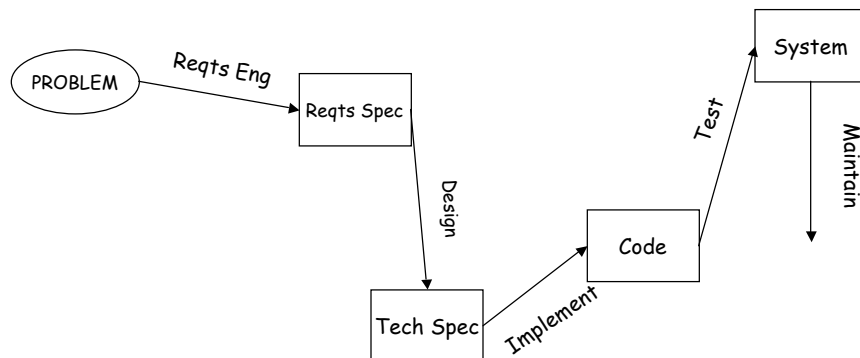 PROBLEM
Reqts Eng
Reqts Spec
Design
Tech Spec
Implement
Code
Test
System
Maintain